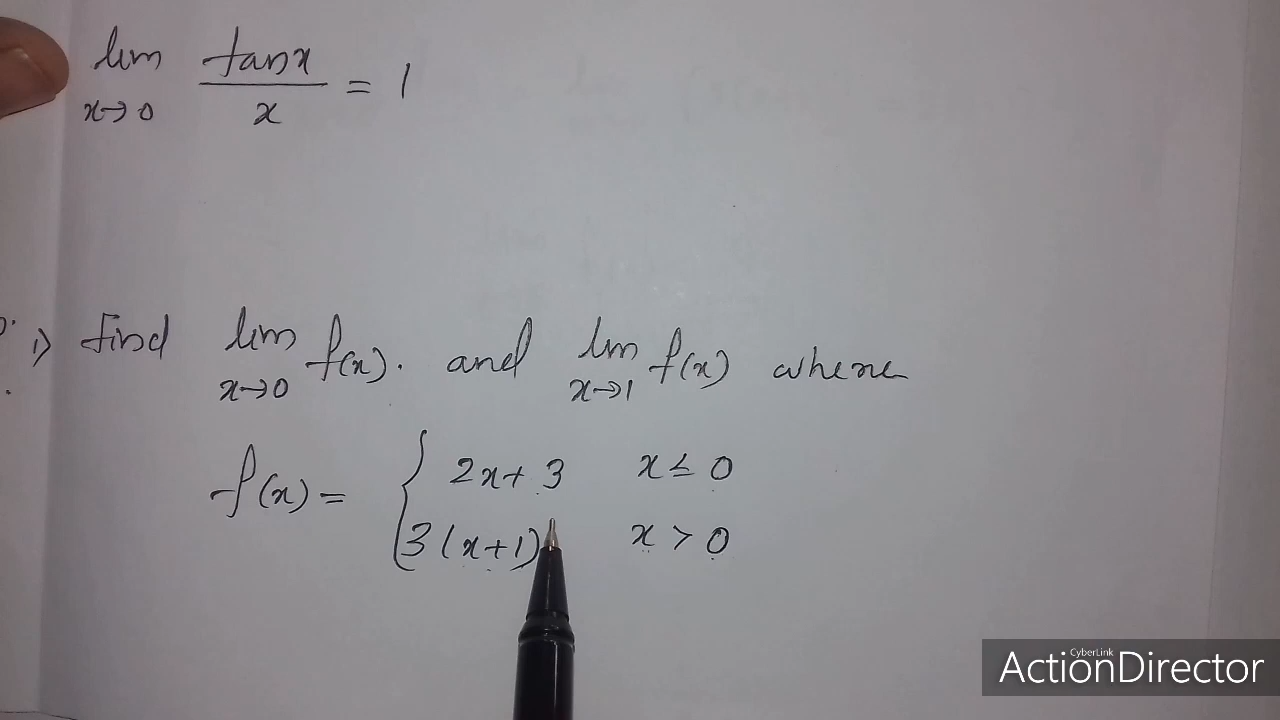 lim tanx/x = 1
x→0
i) find lim f(x). and lim f(x) where
x→0 x→1
f(x) = { 2x+3 x ≤ 0
3(x+1) x > 0
CyberLink
ActionDirector